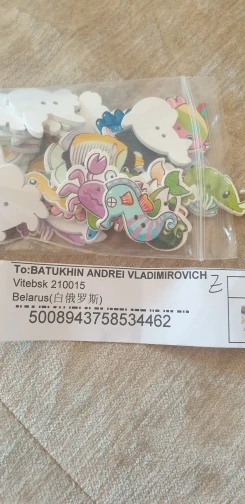 To:BATUKHIN ANDREI VLADIMIROVICH
Z
Vitebsk 210015
Belarus(白俄罗斯)
5008943758534462